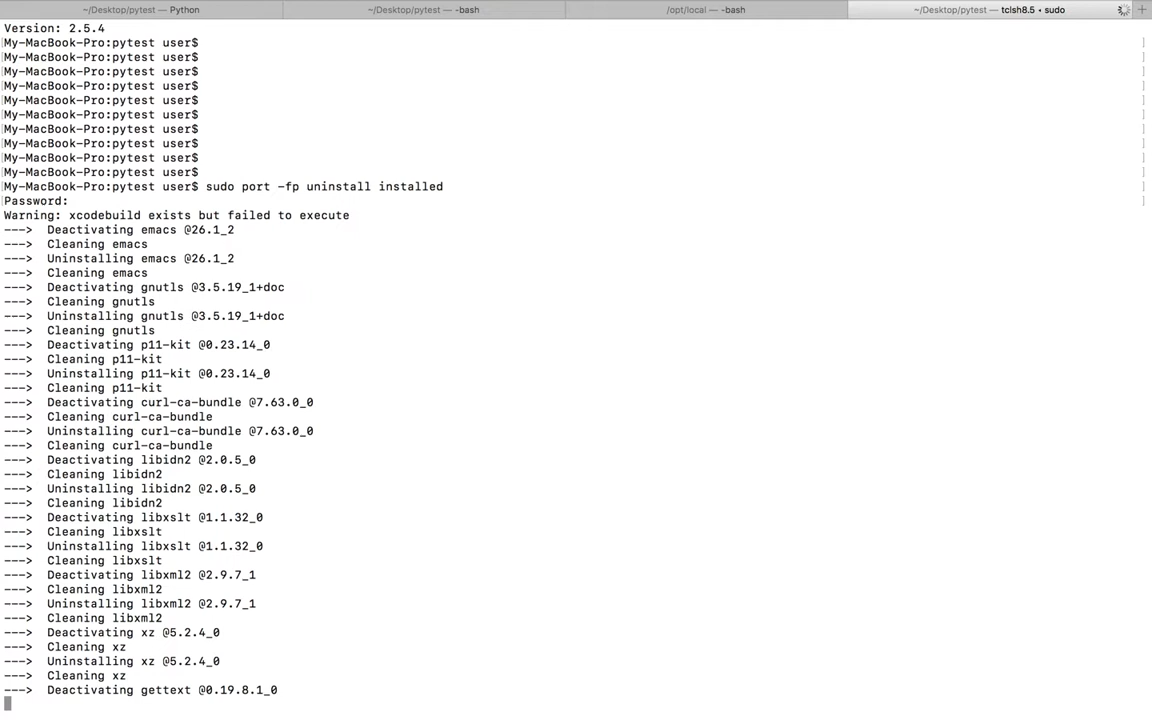 ~/Desktop/pytest — Python
~/Desktop/pytest — -bash
/opt/local — -bash
~/Desktop/pytest — tclsh8.5 • sudo
Version: 2.5.4
My-MacBook-Pro:pytest user$
My-MacBook-Pro:pytest user$
My-MacBook-Pro:pytest user$
My-MacBook-Pro:pytest user$
My-MacBook-Pro:pytest user$
My-MacBook-Pro:pytest user$
My-MacBook-Pro:pytest user$
My-MacBook-Pro:pytest user$
My-MacBook-Pro:pytest user$
My-MacBook-Pro:pytest user$
My-MacBook-Pro:pytest user$ sudo port -fp uninstall installed
Password:
Warning: xcodebuild exists but failed to execute
---> Deactivating emacs @26.1_2
---> Cleaning emacs
---> Uninstalling emacs @26.1_2
---> Cleaning emacs
---> Deactivating gnutls @3.5.19_1+doc
---> Cleaning gnutls
---> Uninstalling gnutls @3.5.19_1+doc
---> Cleaning gnutls
---> Deactivating p11-kit @0.23.14_0
---> Cleaning p11-kit
---> Uninstalling p11-kit @0.23.14_0
---> Cleaning p11-kit
---> Deactivating curl-ca-bundle @7.63.0_0
---> Cleaning curl-ca-bundle
---> Uninstalling curl-ca-bundle @7.63.0_0
---> Cleaning curl-ca-bundle
---> Deactivating libidn2 @2.0.5_0
---> Cleaning libidn2
---> Uninstalling libidn2 @2.0.5_0
---> Cleaning libidn2
---> Deactivating libxslt @1.1.32_0
---> Cleaning libxslt
---> Uninstalling libxslt @1.1.32_0
---> Cleaning libxslt
---> Deactivating libxml2 @2.9.7_1
---> Cleaning libxml2
---> Uninstalling libxml2 @2.9.7_1
---> Cleaning libxml2
---> Deactivating xz @5.2.4_0
---> Cleaning xz
---> Uninstalling xz @5.2.4_0
---> Cleaning xz
---> Deactivating gettext @0.19.8.1_0